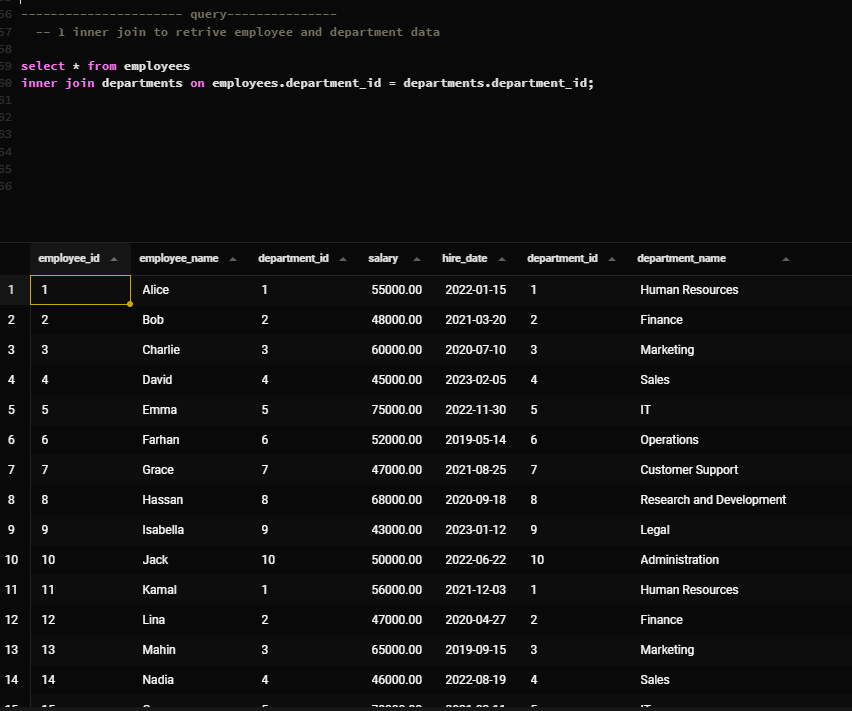 56 ---------------------- query---------------
57 -- 1 inner join to retrive employee and department data
58
59 select * from employees
60 inner join departments on employees.department_id = departments.department_id;
61
62
63
64
65
66
employee_id employee_name department_id salary hire_date department_id department_name
1 1 Alice 1 55000.00 2022-01-15 1 Human Resources
2 2 Bob 2 48000.00 2021-03-20 2 Finance
3 3 Charlie 3 60000.00 2020-07-10 3 Marketing
4 4 David 4 45000.00 2023-02-05 4 Sales
5 5 Emma 5 75000.00 2022-11-30 5 IT
6 6 Farhan 6 52000.00 2019-05-14 6 Operations
7 7 Grace 7 47000.00 2021-08-25 7 Customer Support
8 8 Hassan 8 68000.00 2020-09-18 8 Research and Development
9 9 Isabella 9 43000.00 2023-01-12 9 Legal
10 10 Jack 10 50000.00 2022-06-22 10 Administration
11 11 Kamal 1 56000.00 2021-12-03 1 Human Resources
12 12 Lina 2 47000.00 2020-04-27 2 Finance
13 13 Mahin 3 65000.00 2019-09-15 3 Marketing
14 14 Nadia 4 46000.00 2022-08-19 4 Sales